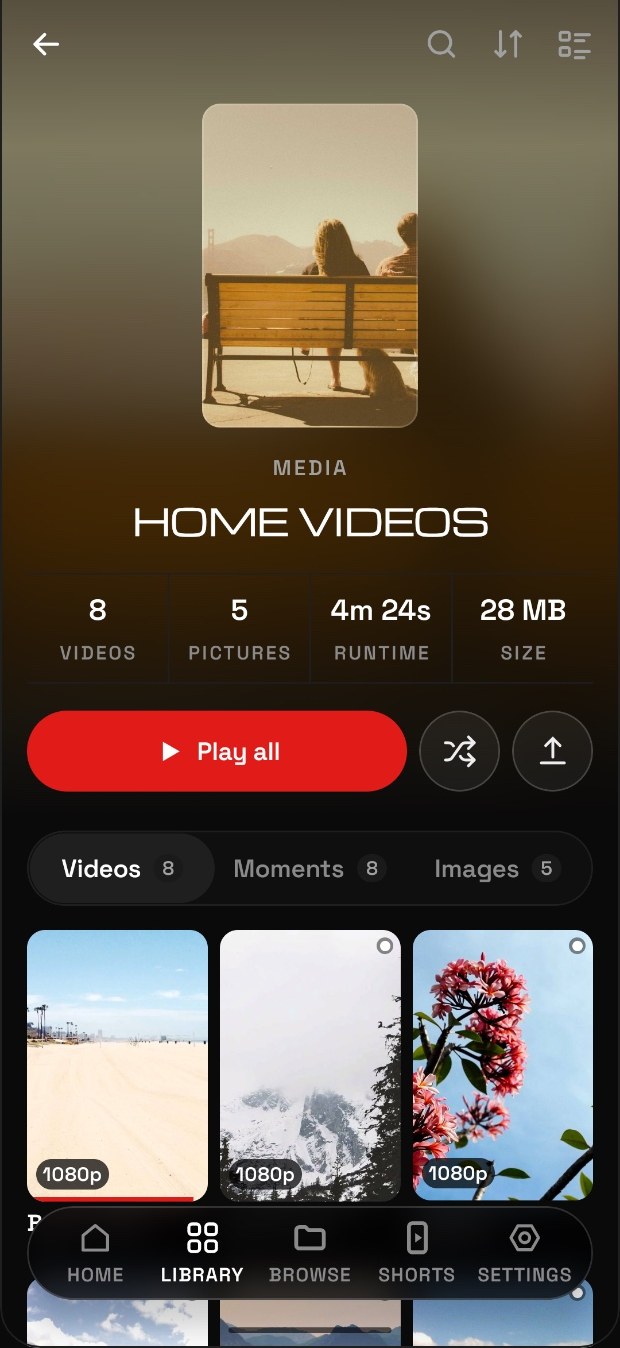 MEDIA
HOME VIDEOS
8 5 4m 24s 28 MB
VIDEOS PICTURES RUNTIME SIZE
Play all
Videos 8 Moments 8 Images 5
1080p 1080p 1080p
HOME LIBRARY BROWSE SHORTS SETTINGS